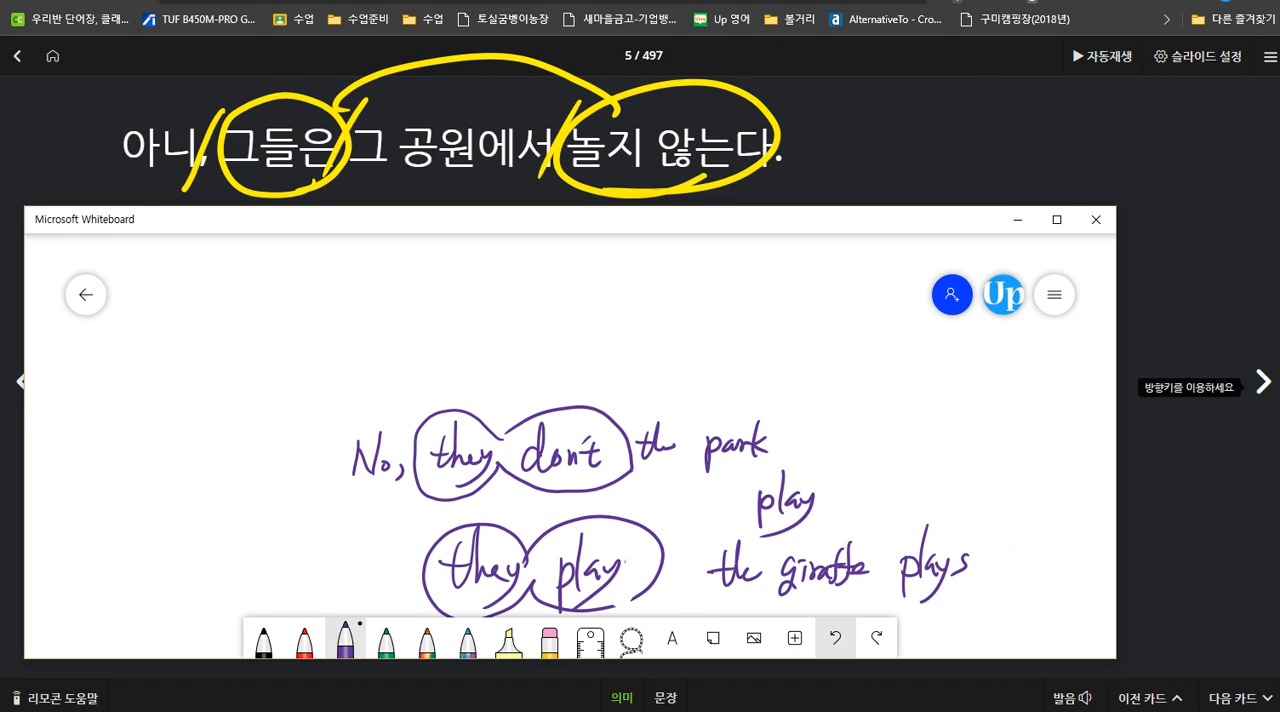 우리반 단어장, 클래...
TUF B450M-PRO G...
수업
수업준비
수업
토실굼벵이농장
새마을금고-기업뱅...
Up 영어
볼거리
AlternativeTo - Cro...
구미캠핑장(2018년)
다른 즐겨찾기
5 / 497
자동재생
슬라이드 설정
아니, 그들은 그 공원에서 놀지 않는다.
Microsoft Whiteboard
Up
방향키를 이용하세요
No, they don't the park
play
they play the giraffe plays
A
리모콘 도움말
의미
문장
발음
이전 카드
다음 카드